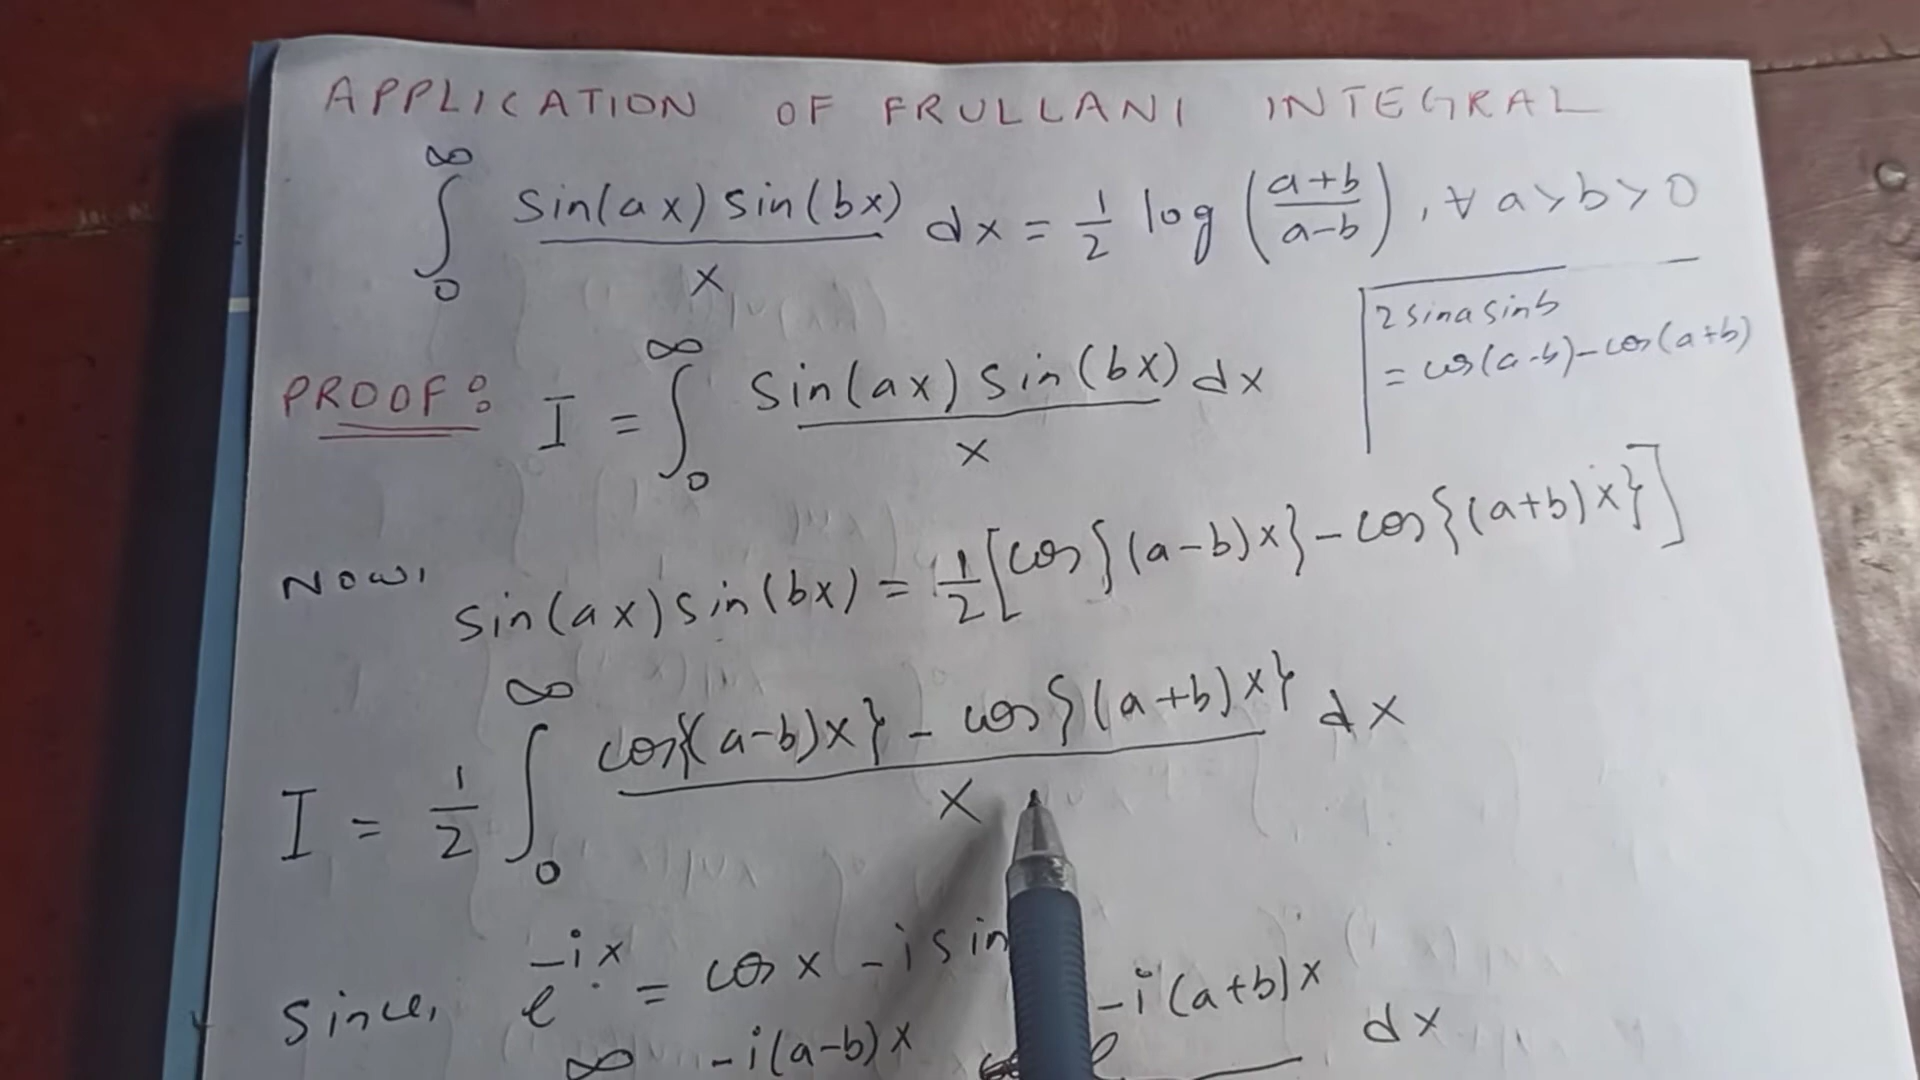 APPLICATION OF FRULLANI INTEGRAL
∫₀^∞ sin(ax) sin(bx)/x dx = 1/2 log((a+b)/(a-b)), ∀ a>b>0
2 sina sinb
= cos(a-b)-cos(a+b)
PROOF: I = ∫₀^∞ sin(ax) sin(bx)/x dx
Now, sin(ax) sin(bx) = 1/2 [cos{(a-b)x} - cos{(a+b)x}]
I = 1/2 ∫₀^∞ cos{(a-b)x} - cos{(a+b)x}/x dx
Since, e^-ix = cos x - i sin
∞ -i(a-b)x e^-i(a+b)x dx